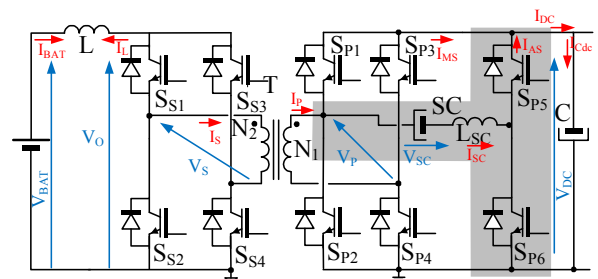 I_BAT L I_L S_P1 S_P3 I_MS I_DC
I_AS I_Cdc
S_S1 S_S3 T I_P SC S_P5
V_O I_S N_2 N_1 L_SC C
V_BAT V_S V_P V_SC I_SC V_DC
S_S2 S_S4 S_P2 S_P4 S_P6